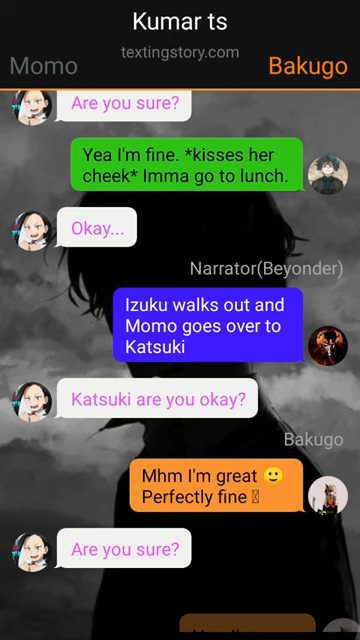 Kumar ts
textingstory.com
Momo
Bakugo
Are you sure?
Yea I'm fine. *kisses her
cheek* Imma go to lunch.
Okay...
Narrator(Beyonder)
Izuku walks out and
Momo goes over to
Katsuki
Katsuki are you okay?
Bakugo
Mhm I'm great 🙂
Perfectly fine
Are you sure?